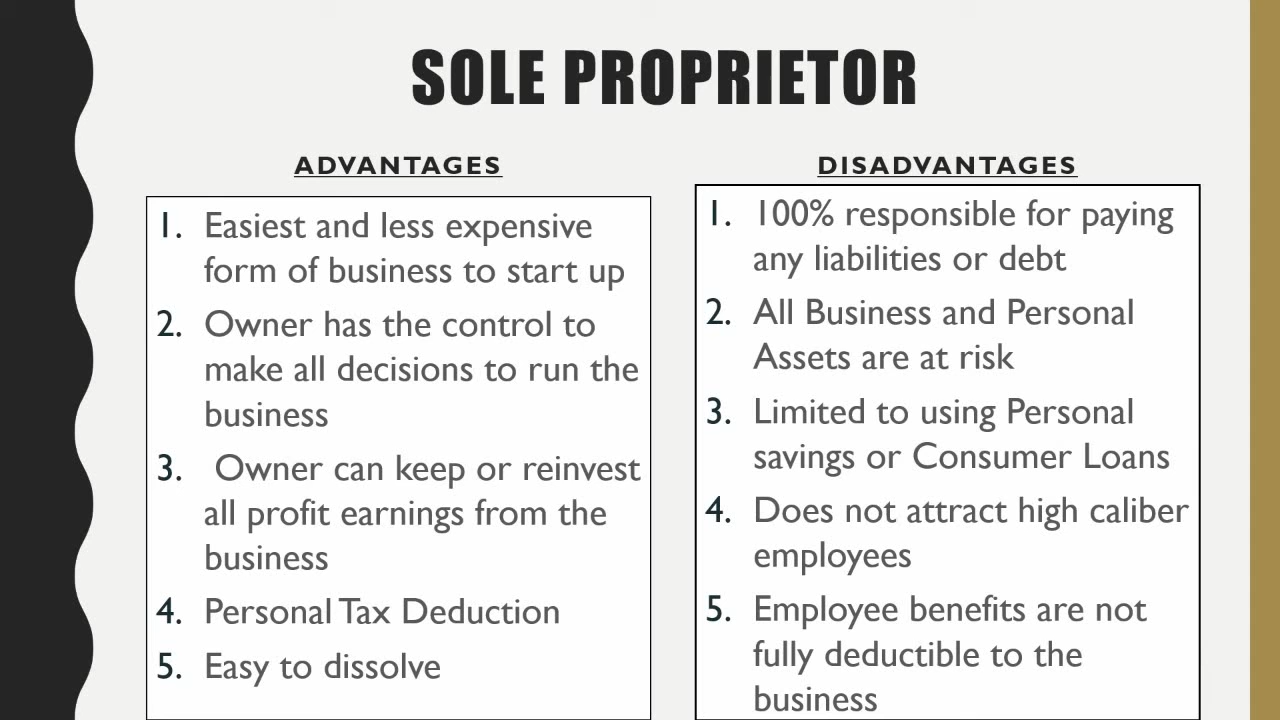 SOLE PROPRIETOR
ADVANTAGES
1. Easiest and less expensive
form of business to start up
2. Owner has the control to
make all decisions to run the
business
3. Owner can keep or reinvest
all profit earnings from the
business
4. Personal Tax Deduction
5. Easy to dissolve
DISADVANTAGES
1. 100% responsible for paying
any liabilities or debt
2. All Business and Personal
Assets are at risk
3. Limited to using Personal
savings or Consumer Loans
4. Does not attract high caliber
employees
5. Employee benefits are not
fully deductible to the
business